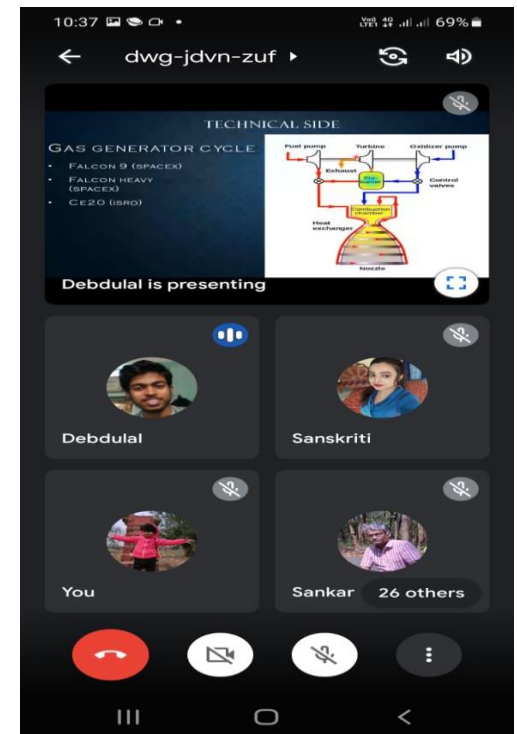 10:37 69%
dwg-jdvn-zuf
TECHNICAL SIDE
GAS GENERATOR CYCLE
• FALCON 9 (SPACEX)
• FALCON HEAVY
(SPACEX)
• CE20 (ISRO)
Fuel pump Turbine Oxidizer pump
Exhaust
Control
valves
Combustion
chamber
Heat
exchanger
Nozzle
Debdulal is presenting
Debdulal Sanskriti
You Sankar 26 others